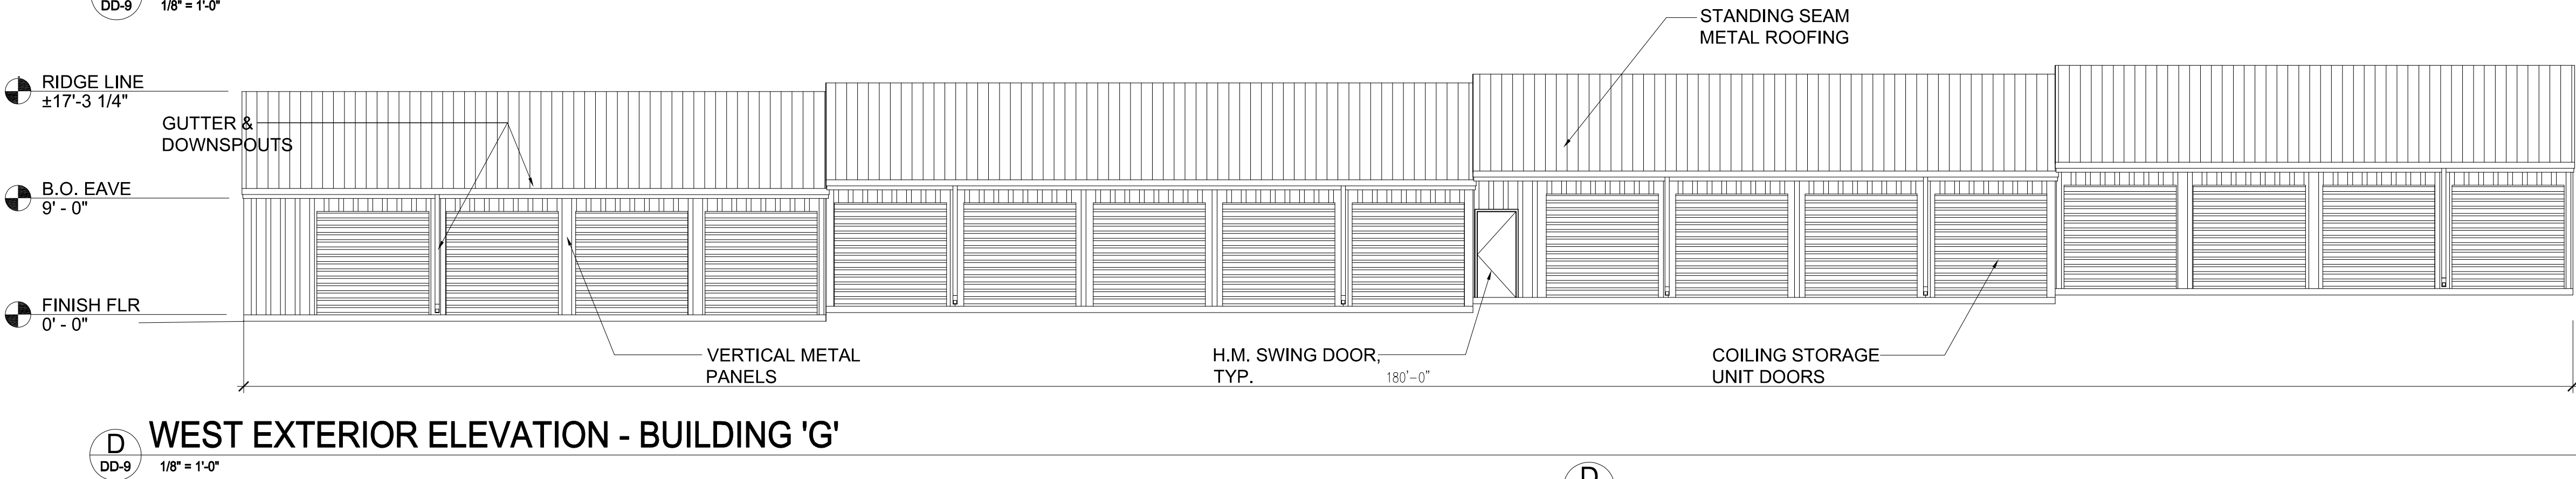 DD-9
1/8" = 1'-0"
STANDING SEAM
METAL ROOFING
RIDGE LINE
±17'-3 1/4"
GUTTER &
DOWNSPOUTS
B.O. EAVE
9' - 0"
FINISH FLR
0' - 0"
VERTICAL METAL
PANELS
H.M. SWING DOOR,
TYP.
180'-0"
COILING STORAGE
UNIT DOORS
D
DD-9
WEST EXTERIOR ELEVATION - BUILDING 'G'
1/8" = 1'-0"
D